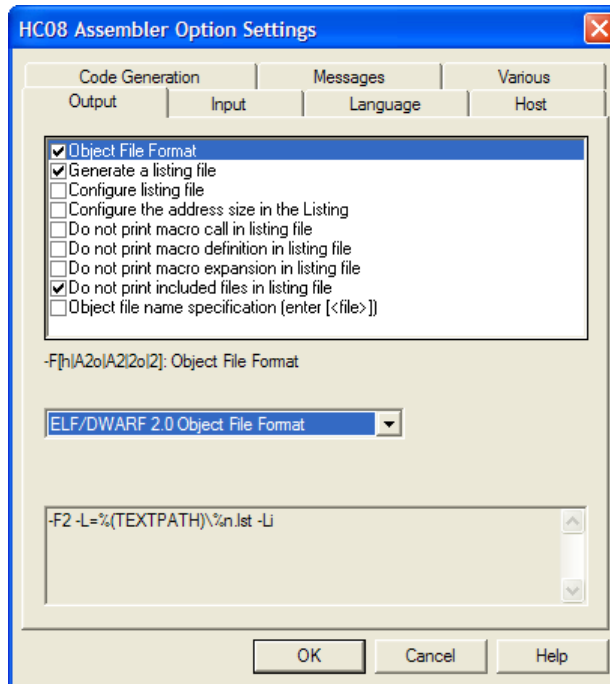 HC08 Assembler Option Settings
Code Generation Messages Various
Output Input Language Host
Object File Format
Generate a listing file
Configure listing file
Configure the address size in the Listing
Do not print macro call in listing file
Do not print macro definition in listing file
Do not print macro expansion in listing file
Do not print included files in listing file
Object file name specification (enter [<file>])
-F[h|A2o|A2|2o|2]: Object File Format
ELF/DWARF 2.0 Object File Format
-F2 -L=%(TEXTPATH)\%n.lst -Li
OK Cancel Help